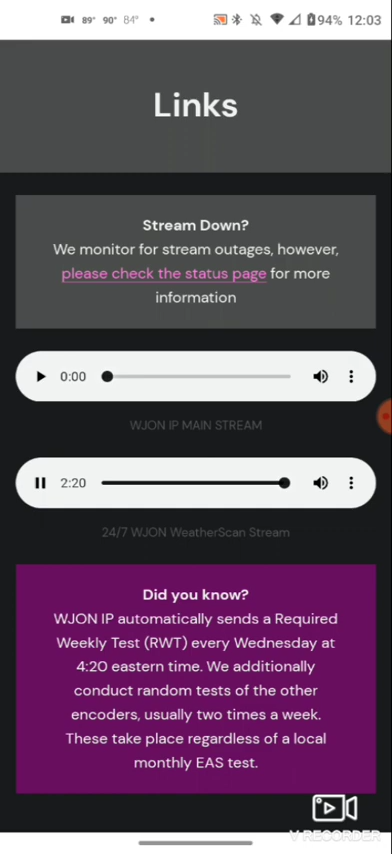 89° 90° 84° • 94% 12:03
Links
Stream Down?
We monitor for stream outages, however,
please check the status page for more
information
0:00
WJON IP MAIN STREAM
2:20
24/7 WJON WeatherScan Stream
Did you know?
WJON IP automatically sends a Required
Weekly Test (RWT) every Wednesday at
4:20 eastern time. We additionally
conduct random tests of the other
encoders, usually two times a week.
These take place regardless of a local
monthly EAS test.
V RECORDER